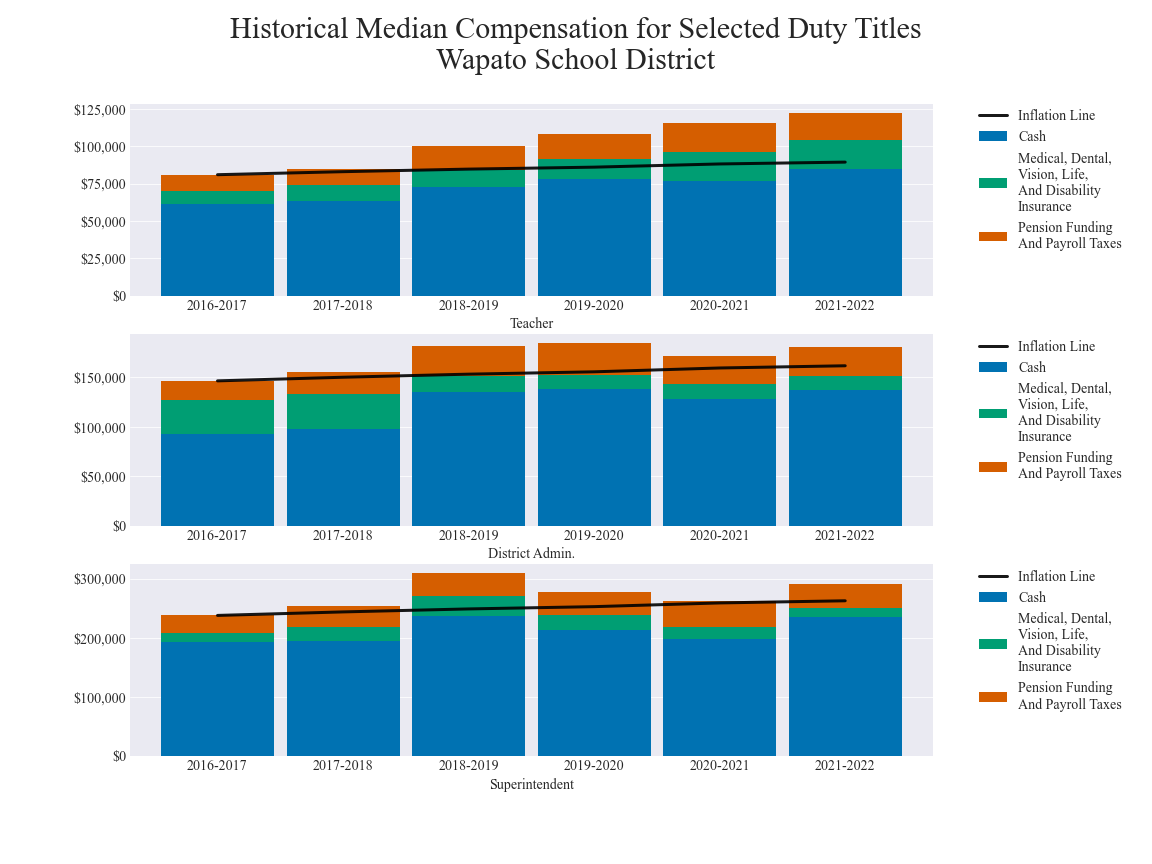 Historical Median Compensation for Selected Duty Titles
Wapato School District
$125,000
$100,000
$75,000
$50,000
$25,000
$0
2016-2017 2017-2018 2018-2019 2019-2020 2020-2021 2021-2022
Teacher
Inflation Line
Cash
Medical, Dental,
Vision, Life,
And Disability
Insurance
Pension Funding
And Payroll Taxes
$150,000
$100,000
$50,000
$0
2016-2017 2017-2018 2018-2019 2019-2020 2020-2021 2021-2022
District Admin.
Inflation Line
Cash
Medical, Dental,
Vision, Life,
And Disability
Insurance
Pension Funding
And Payroll Taxes
$300,000
$200,000
$100,000
$0
2016-2017 2017-2018 2018-2019 2019-2020 2020-2021 2021-2022
Superintendent
Inflation Line
Cash
Medical, Dental,
Vision, Life,
And Disability
Insurance
Pension Funding
And Payroll Taxes